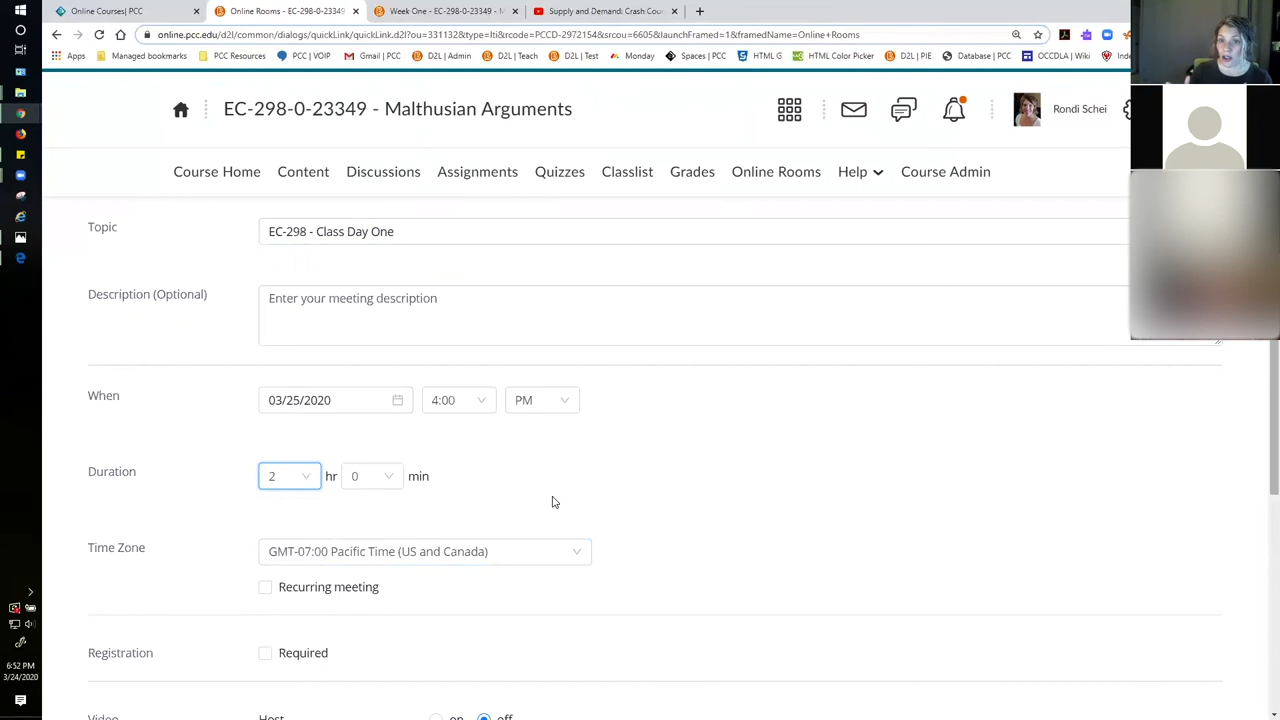 Online Courses| PCC
Online Rooms - EC-298-0-23349
Week One - EC-298-0-23349 - M
Supply and Demand: Crash Cou
online.pcc.edu/d2l/common/dialogs/quickLink/quickLink.d2l?ou=331132&type=lti&rcode=PCCD-2972154&srcou=6605&launchFramed=1&framedName=Online+Rooms
Apps
Managed bookmarks
PCC Resources
PCC | VOIP
Gmail | PCC
D2L | Admin
D2L | Teach
D2L | Test
Monday
Spaces | PCC
HTML G
HTML Color Picker
D2L | PIE
Database | PCC
OCCDLA | Wiki
Inde
EC-298-0-23349 - Malthusian Arguments
Rondi Schei
Course Home
Content
Discussions
Assignments
Quizzes
Classlist
Grades
Online Rooms
Help
Course Admin
Topic
EC-298 - Class Day One
Description (Optional)
Enter your meeting description
When
03/25/2020
4:00
PM
Duration
2
hr
0
min
Time Zone
GMT-07:00 Pacific Time (US and Canada)
Recurring meeting
Registration
Required
Video
Host
on
off
6:52 PM
3/24/2020